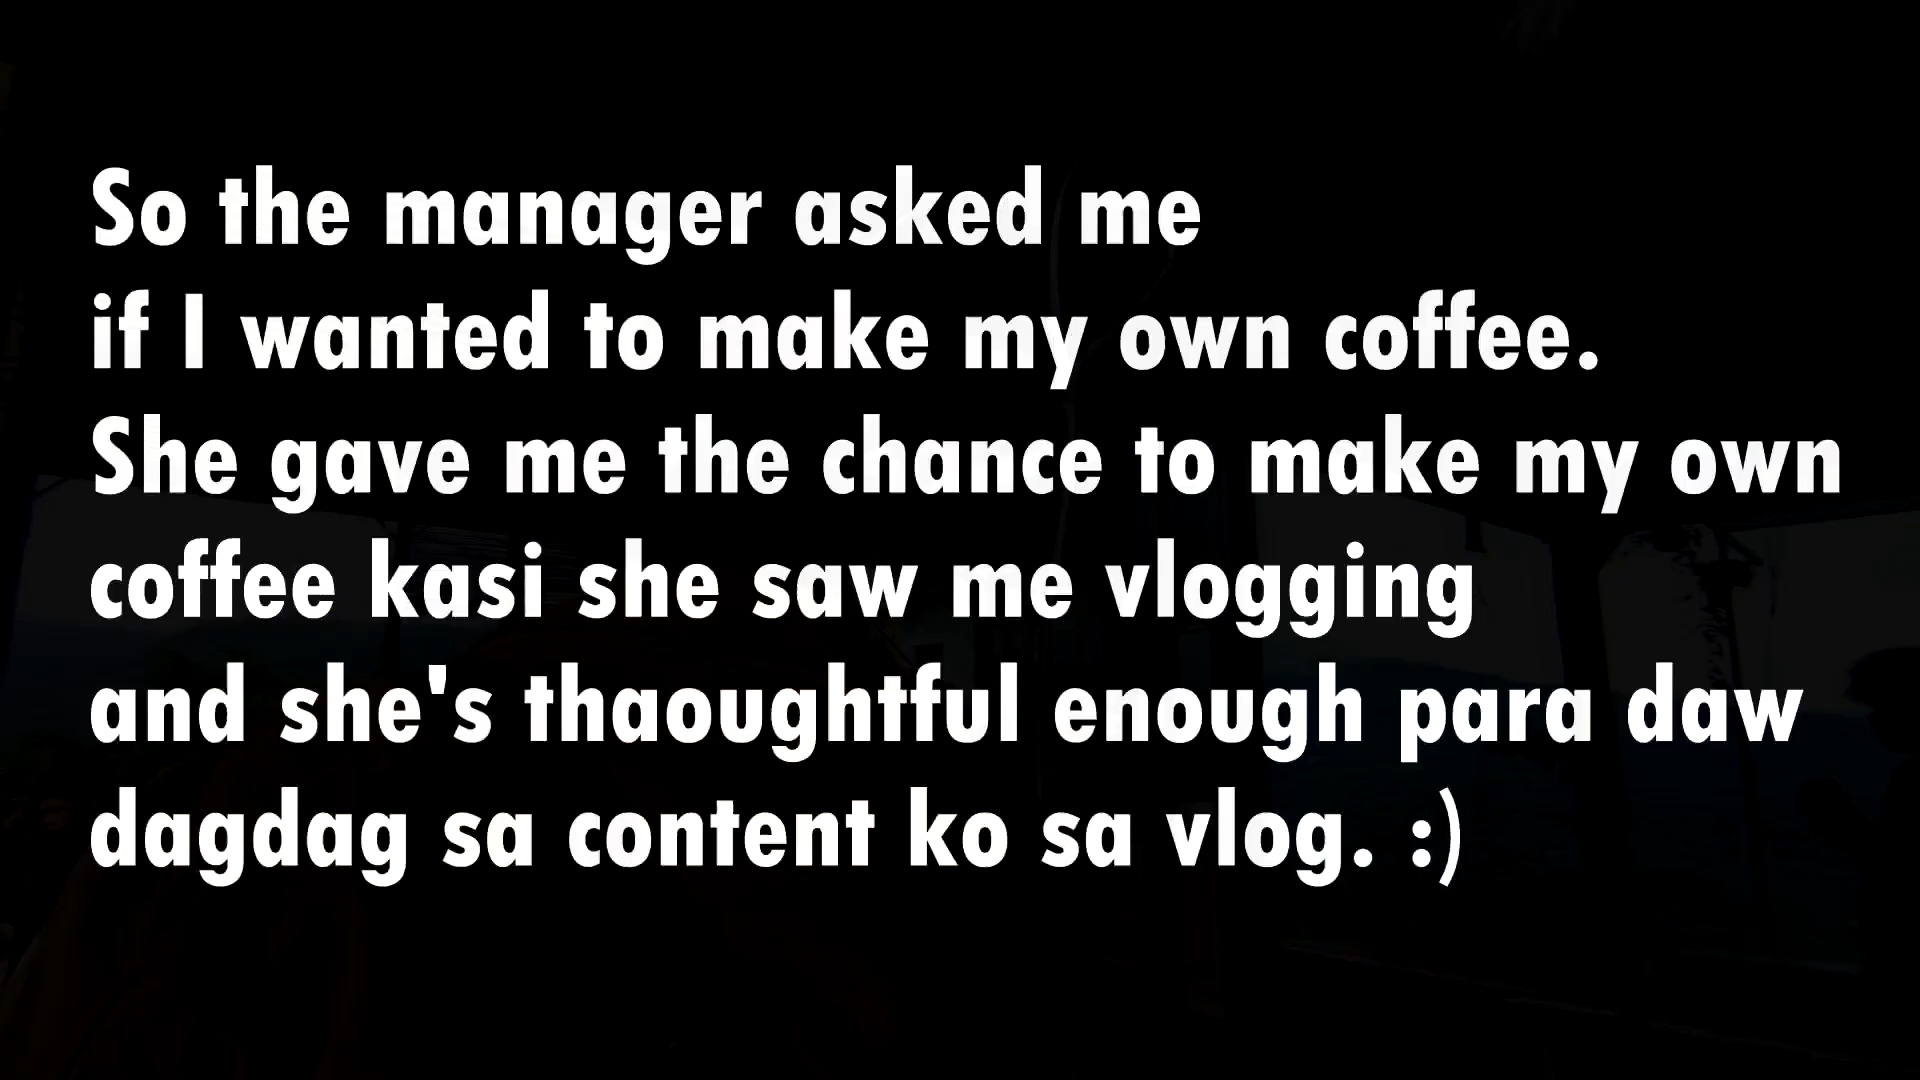 So the manager asked me
if I wanted to make my own coffee.
She gave me the chance to make my own
coffee kasi she saw me vlogging
and she's thaoughtful enough para daw
dagdag sa content ko sa vlog. :)